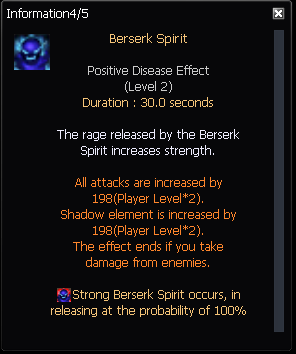 Information4/5
Berserk Spirit
Positive Disease Effect
(Level 2)
Duration : 30.0 seconds
The rage released by the Berserk
Spirit increases strength.
All attacks are increased by
198(Player Level*2).
Shadow element is increased by
198(Player Level*2).
The effect ends if you take
damage from enemies.
Strong Berserk Spirit occurs, in
releasing at the probability of 100%